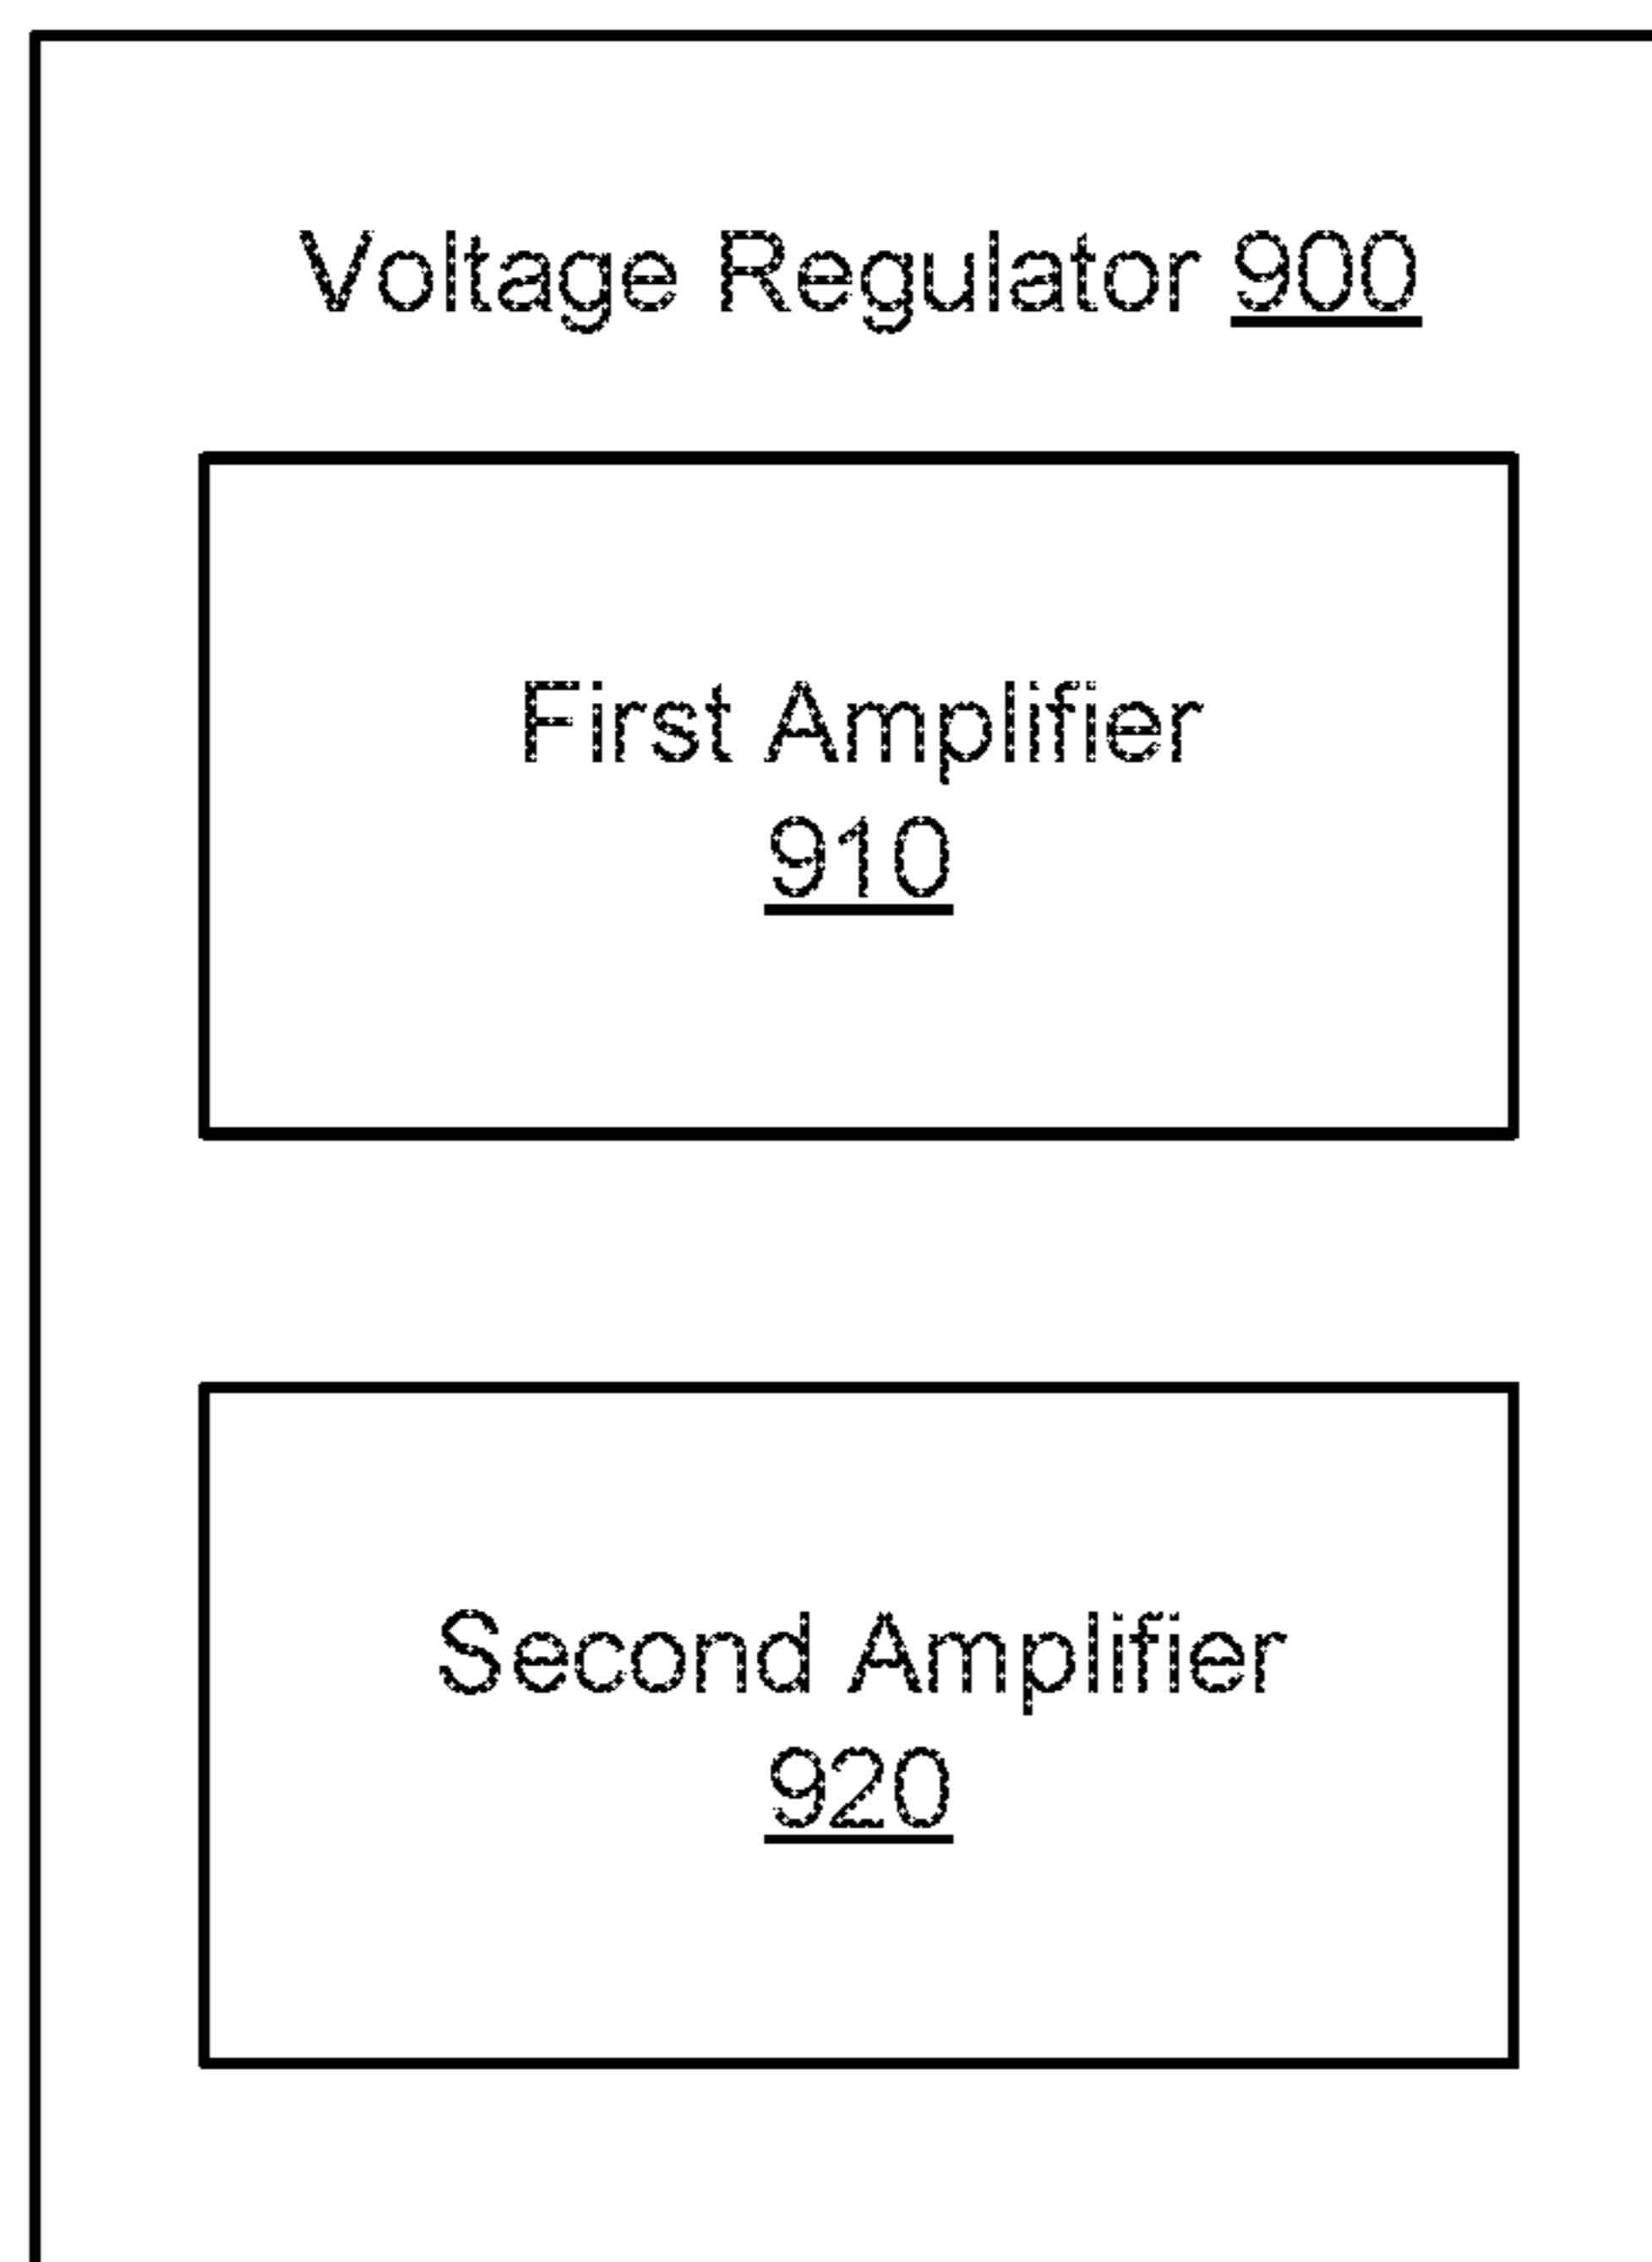 Voltage Regulator 900
First Amplifier
910
Second Amplifier
920